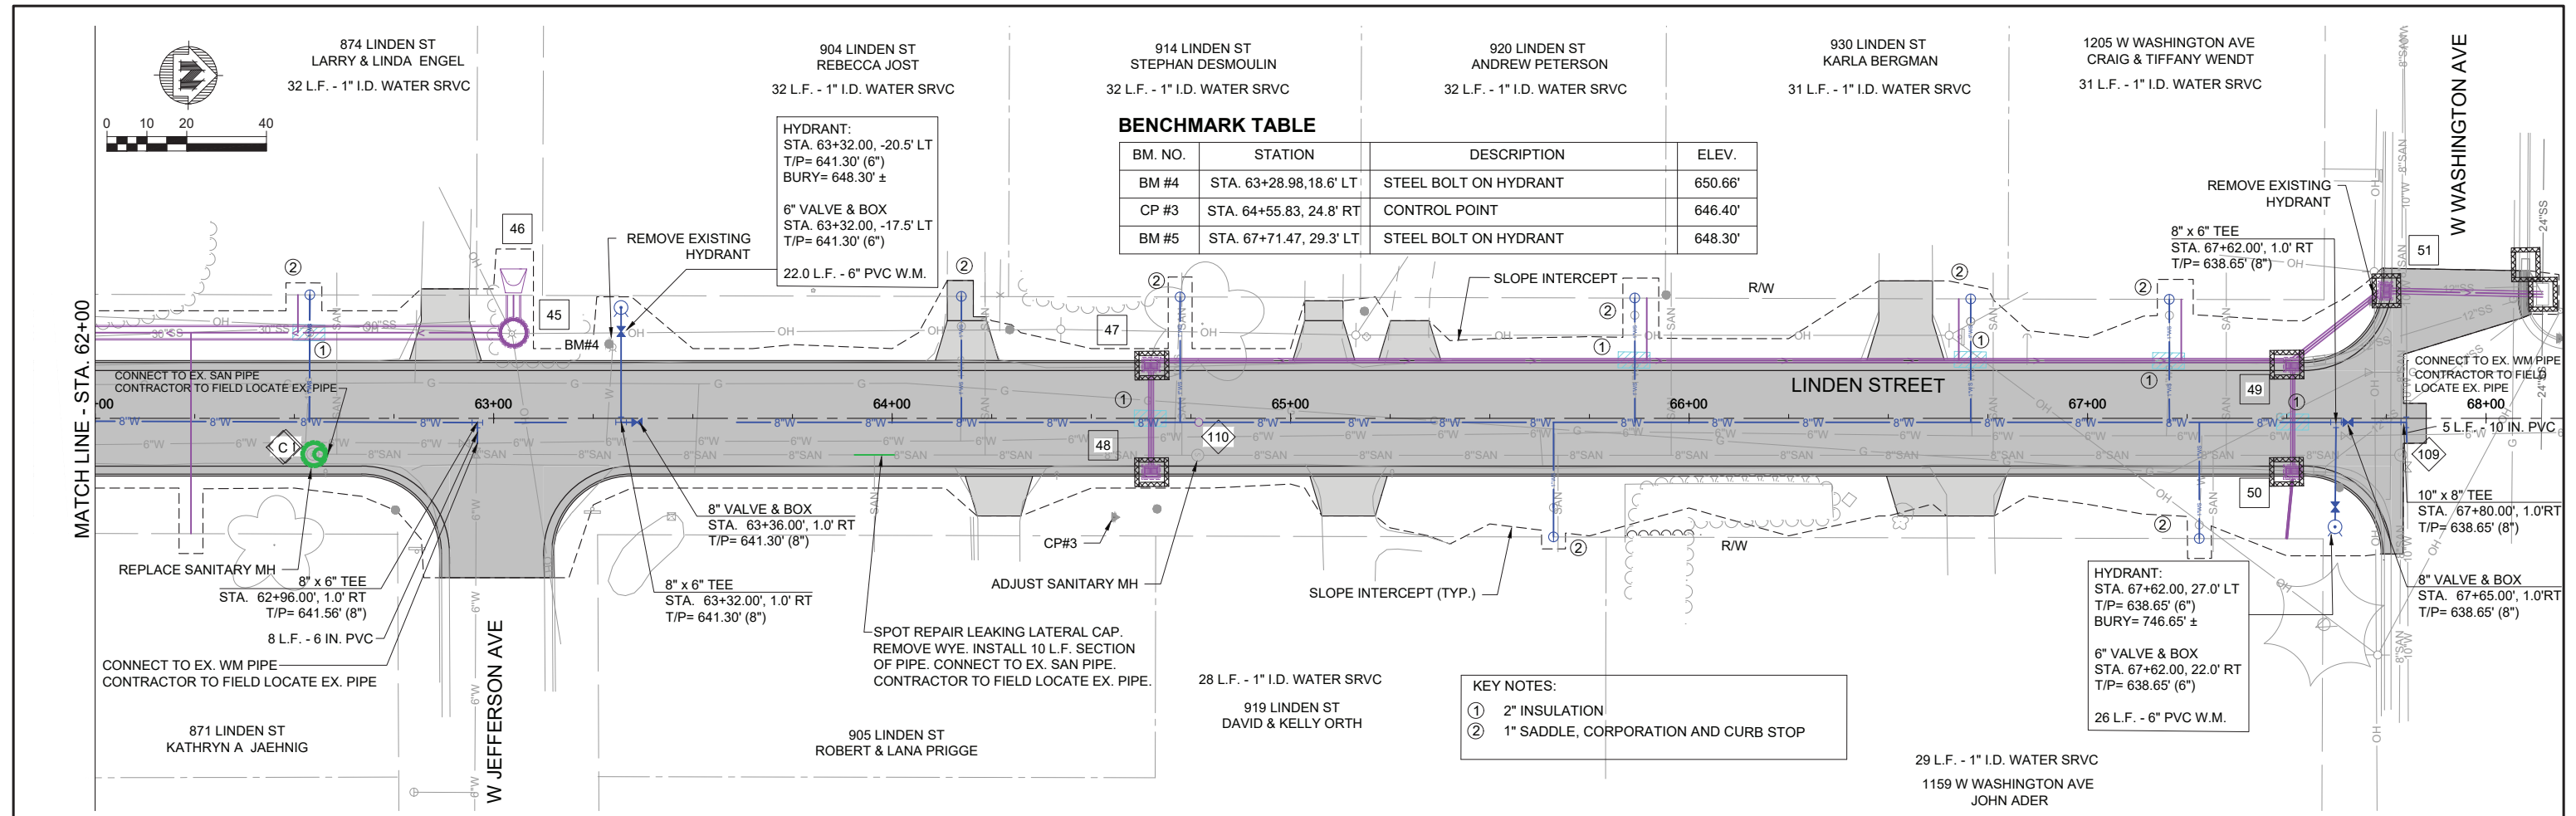 874 LINDEN ST
LARRY & LINDA ENGEL
32 L.F. - 1" I.D. WATER SRVC
904 LINDEN ST
REBECCA JOST
32 L.F. - 1" I.D. WATER SRVC
914 LINDEN ST
STEPHAN DESMOULIN
32 L.F. - 1" I.D. WATER SRVC
920 LINDEN ST
ANDREW PETERSON
32 L.F. - 1" I.D. WATER SRVC
930 LINDEN ST
KARLA BERGMAN
31 L.F. - 1" I.D. WATER SRVC
1205 W WASHINGTON AVE
CRAIG & TIFFANY WENDT
31 L.F. - 1" I.D. WATER SRVC
W WASHINGTON AVE
N
0 10 20 40
HYDRANT:
STA. 63+32.00, -20.5' LT
T/P= 641.30' (6")
BURY= 648.30' ±
6" VALVE & BOX
STA. 63+32.00, -17.5' LT
T/P= 641.30' (6")
22.0 L.F. - 6" PVC W.M.
BENCHMARK TABLE
BM. NO. STATION DESCRIPTION ELEV.
BM #4 STA. 63+28.98,18.6' LT STEEL BOLT ON HYDRANT 650.66'
CP #3 STA. 64+55.83, 24.8' RT CONTROL POINT 646.40'
BM #5 STA. 67+71.47, 29.3' LT STEEL BOLT ON HYDRANT 648.30'
REMOVE EXISTING
HYDRANT
REMOVE EXISTING
HYDRANT
8" x 6" TEE
STA. 67+62.00', 1.0' RT
T/P= 638.65' (8")
SLOPE INTERCEPT
R/W
46
45
47
51
BM#4
MATCH LINE - STA. 62+00
CONNECT TO EX. SAN PIPE
CONTRACTOR TO FIELD LOCATE EX. PIPE
LINDEN STREET
CONNECT TO EX. WM PIPE
CONTRACTOR TO FIELD
LOCATE EX. PIPE
49
-00
63+00
64+00
65+00
66+00
67+00
68+00
5 L.F. - 10 IN. PVC
C1
48
110
109
50
10" x 8" TEE
STA. 67+80.00', 1.0'RT
T/P= 638.65' (8")
8" VALVE & BOX
STA. 63+36.00', 1.0' RT
T/P= 641.30' (8")
CP#3
R/W
REPLACE SANITARY MH
8" x 6" TEE
STA. 62+96.00', 1.0' RT
T/P= 641.56' (8")
8" x 6" TEE
STA. 63+32.00', 1.0' RT
T/P= 641.30' (8")
ADJUST SANITARY MH
SLOPE INTERCEPT (TYP.)
HYDRANT:
STA. 67+62.00', 27.0' LT
T/P= 638.65' (6")
BURY= 746.65' ±
6" VALVE & BOX
STA. 67+62.00, 22.0' RT
T/P= 638.65' (6")
26 L.F. - 6" PVC W.M.
8" VALVE & BOX
STA. 67+65.00', 1.0'RT
T/P= 638.65' (8")
8 L.F. - 6 IN. PVC
CONNECT TO EX. WM PIPE
CONTRACTOR TO FIELD LOCATE EX. PIPE
W JEFFERSON AVE
SPOT REPAIR LEAKING LATERAL CAP.
REMOVE WYE. INSTALL 10 L.F. SECTION
OF PIPE. CONNECT TO EX. SAN PIPE.
CONTRACTOR TO FIELD LOCATE EX. PIPE.
28 L.F. - 1" I.D. WATER SRVC
919 LINDEN ST
DAVID & KELLY ORTH
KEY NOTES:
① 2" INSULATION
② 1" SADDLE, CORPORATION AND CURB STOP
871 LINDEN ST
KATHRYN A JAEHNIG
905 LINDEN ST
ROBERT & LANA PRIGGE
29 L.F. - 1" I.D. WATER SRVC
1159 W WASHINGTON AVE
JOHN ADER